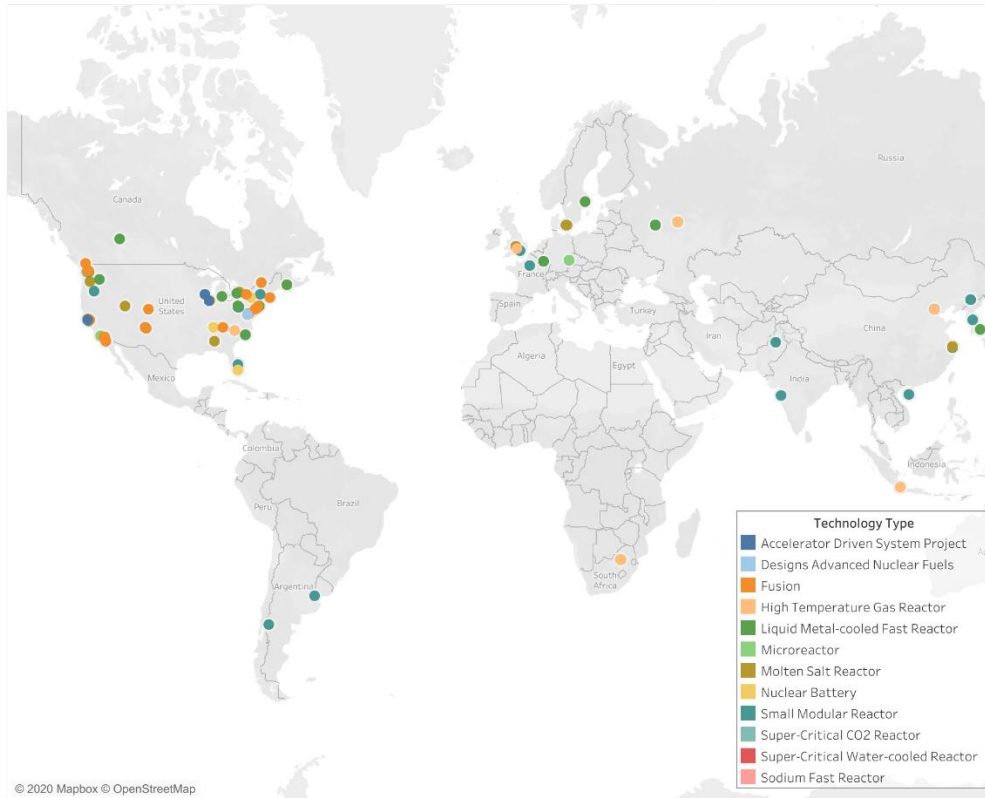 Russia
Canada
United
States
France
Spain
Turkey
China
Iran
Algeria
Egypt
Mexico
India
Colombia
Indonesia
Peru
Brazil
Argentina
South
Africa
Technology Type
Accelerator Driven System Project
Designs Advanced Nuclear Fuels
Fusion
High Temperature Gas Reactor
Liquid Metal-cooled Fast Reactor
Microreactor
Molten Salt Reactor
Nuclear Battery
Small Modular Reactor
Super-Critical CO2 Reactor
Super-Critical Water-cooled Reactor
Sodium Fast Reactor
© 2020 Mapbox © OpenStreetMap